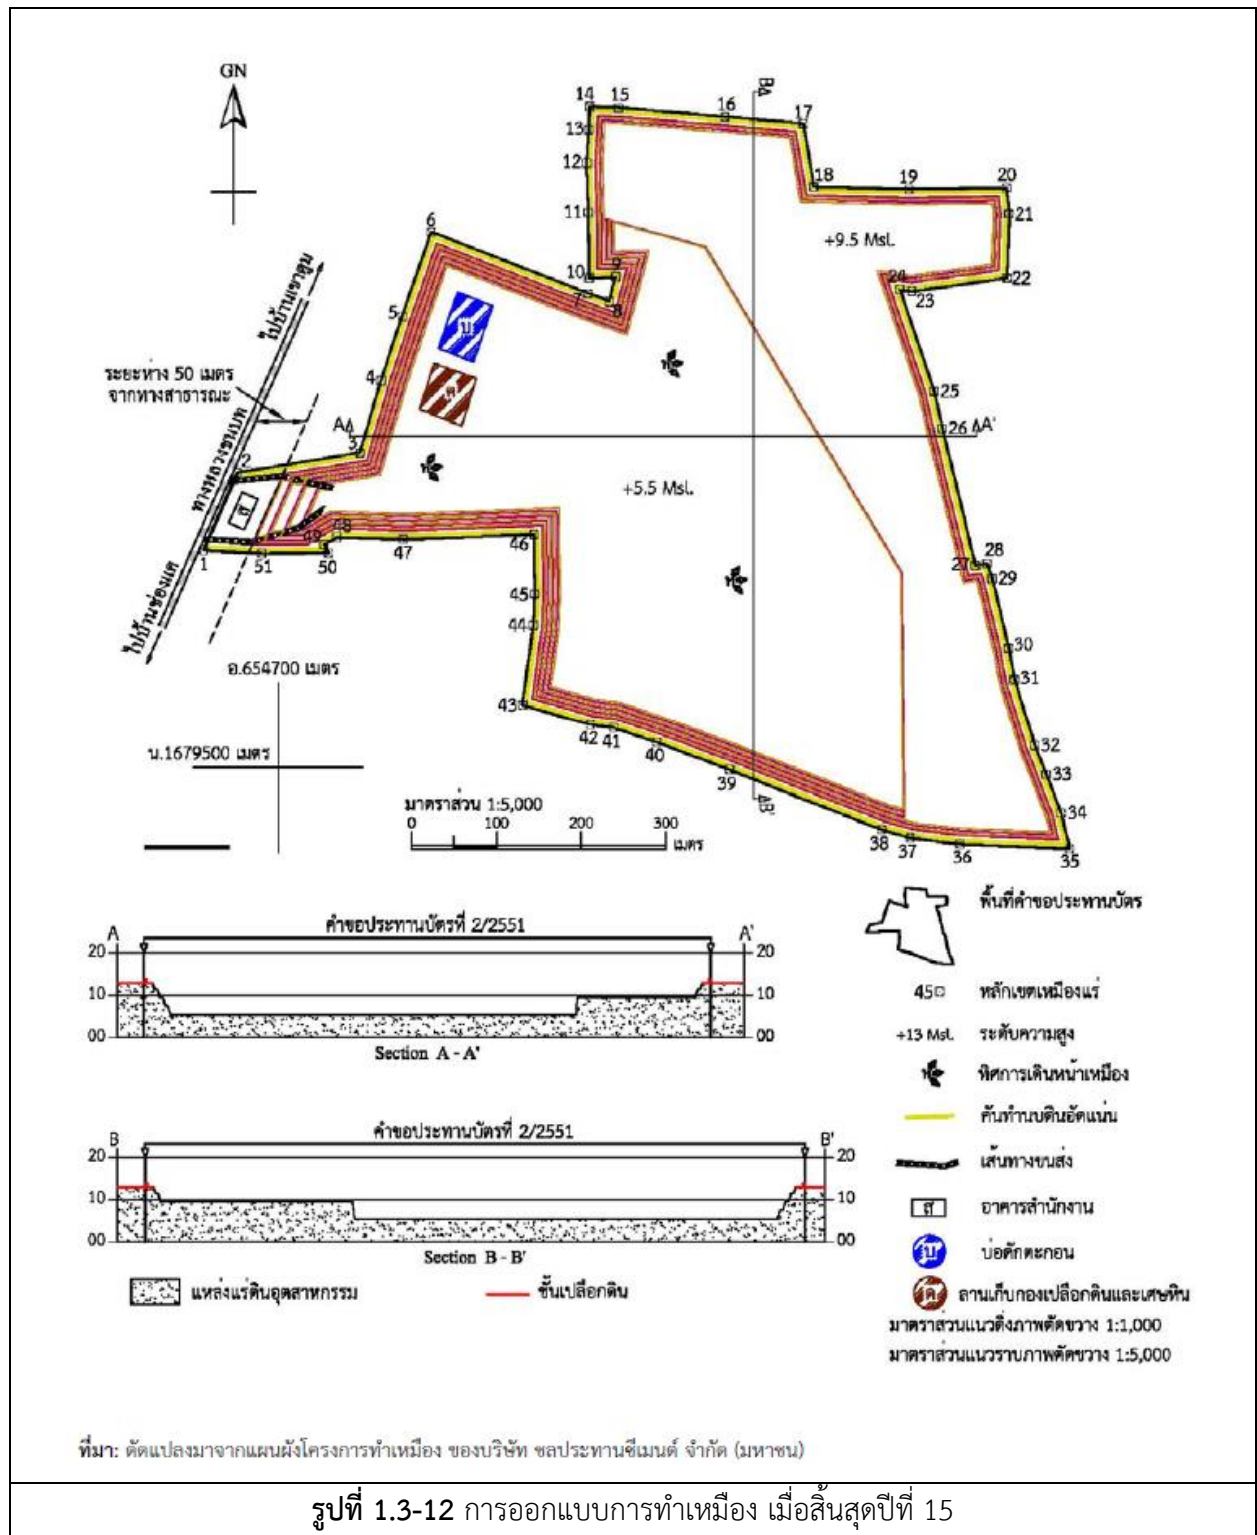 GN
14 15 16 17
13
12
11
10
9
7 8
6
5
4
3
2
1
18 19 20
21
22
24
23
25
26
27 28
29
30
31
32
33
34
35
36
37
38
39
40
41
42
43
44
45
46
47
48
49
50
51
B
+9.5 Msl.
+5.5 Msl.
A
A'
B'
ไปบ้านเขาตูม
ทางหลวงชนบท
ไปบ้านช่องแค
ระยะห่าง 50 เมตร
จากทางสาธารณะ
ส
บ
ด
อ.654700 เมตร
น.1679500 เมตร
มาตราส่วน 1:5,000
0 100 200 300
เมตร
คำขอประทานบัตรที่ 2/2551
A A'
20 20
10 10
00 00
Section A - A'
คำขอประทานบัตรที่ 2/2551
B B'
20 20
10 10
00 00
Section B - B'
แหล่งแร่ดินอุตสาหกรรม ชั้นเปลือกดิน
พื้นที่คำขอประทานบัตร
45 หลักเขตเหมืองแร่
+13 Msl. ระดับความสูง
ทิศการเดินหน้าเหมือง
คันทำนบดินอัดแน่น
เส้นทางขนส่ง
ส อาคารสำนักงาน
บ บ่อดักตะกอน
ด ลานเก็บกองเปลือกดินและเศษหิน
มาตราส่วนแนวดิ่งภาพตัดขวาง 1:1,000
มาตราส่วนแนวราบภาพตัดขวาง 1:5,000
ที่มา: ดัดแปลงมาจากแผนผังโครงการทำเหมือง ของบริษัท ชลประทานซีเมนต์ จำกัด (มหาชน)
รูปที่ 1.3-12 การออกแบบการทำเหมือง เมื่อสิ้นสุดปีที่ 15